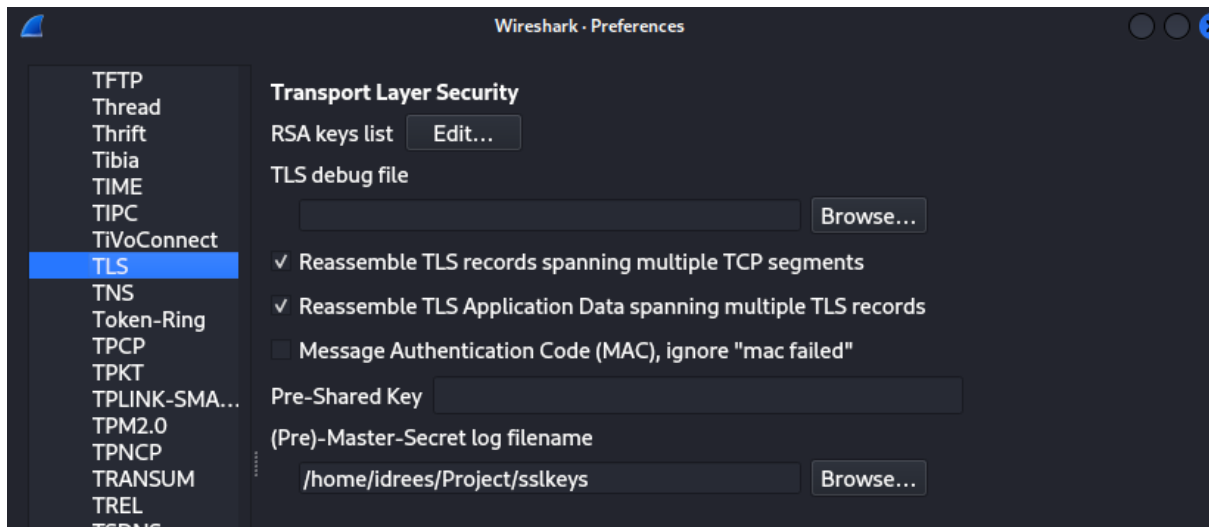 Wireshark · Preferences
TFTP
Thread
Thrift
Tibia
TIME
TIPC
TiVoConnect
TLS
TNS
Token-Ring
TPCP
TPKT
TPLINK-SMA...
TPM2.0
TPNCP
TRANSUM
TREL
Transport Layer Security
RSA keys list Edit...
TLS debug file
Browse...
Reassemble TLS records spanning multiple TCP segments
Reassemble TLS Application Data spanning multiple TLS records
Message Authentication Code (MAC), ignore "mac failed"
Pre-Shared Key
(Pre)-Master-Secret log filename
/home/idrees/Project/sslkeys Browse...